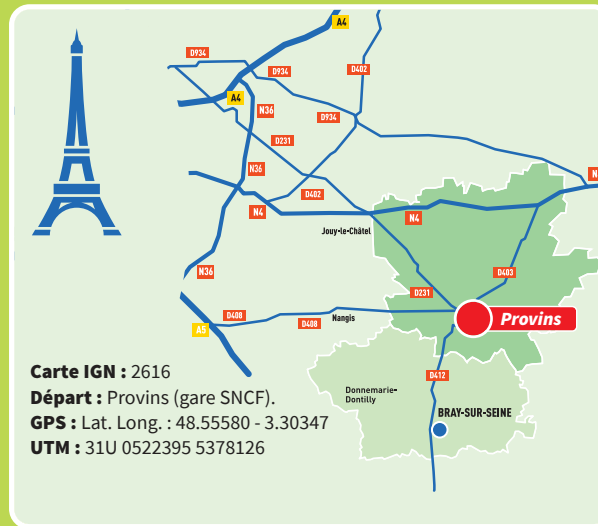 A4
D934
D934
D402
A4
N36
D934
D231
N36
D402
N4
N4
Jouy-le-Châtel
N36
D403
D231
A5
D408
D408
Nangis
Provins
Carte IGN : 2616
Départ : Provins (gare SNCF).
GPS : Lat. Long. : 48.55580 - 3.30347
UTM : 31U 0522395 5378126
D412
Donnemarie-
Dontilly
BRAY-SUR-SEINE